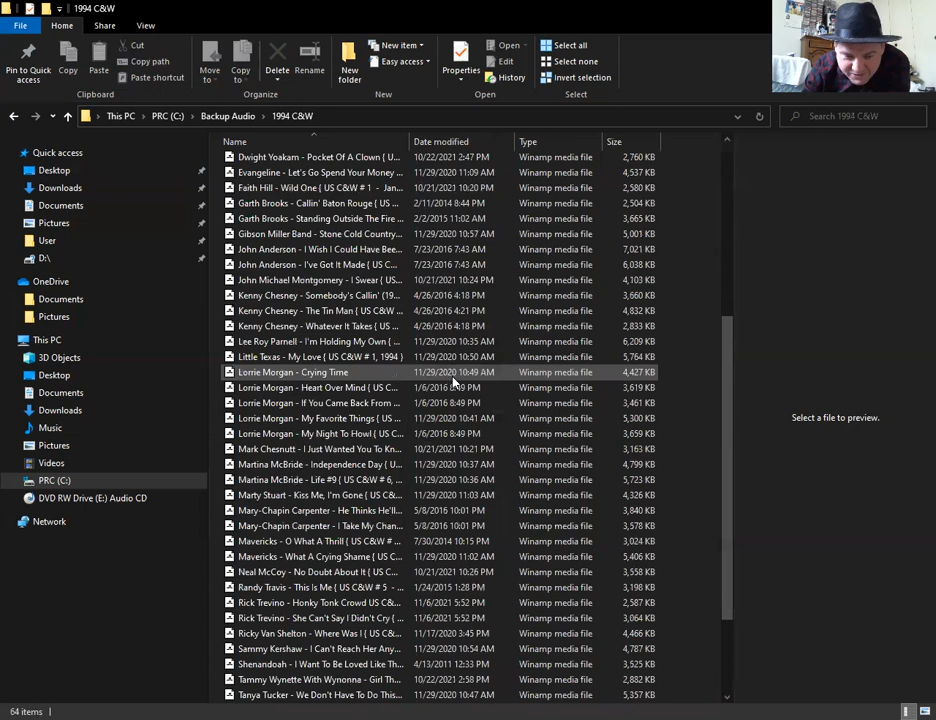 1994 C&W
File Home Share View
Pin to Quick access
Copy
Paste
Cut
Copy path
Paste shortcut
Clipboard
Move to
Copy to
Delete
Rename
Organize
New folder
New item
Easy access
New
Properties
Open
Edit
History
Open
Select all
Select none
Invert selection
Select
This PC > PRC (C:) > Backup Audio > 1994 C&W
Search 1994 C&W
Quick access
Desktop
Downloads
Documents
Pictures
User
D:\
OneDrive
Documents
Pictures
This PC
3D Objects
Desktop
Documents
Downloads
Music
Pictures
Videos
PRC (C:)
DVD RW Drive (E:) Audio CD
Network
Name Date modified Type Size
Dwight Yoakam - Pocket Of A Clown { U... 10/22/2021 2:47 PM Winamp media file 2,760 KB
Evangeline - Let's Go Spend Your Money ... 11/29/2020 11:09 AM Winamp media file 4,537 KB
Faith Hill - Wild One { US C&W # 1 - Jan... 10/21/2021 10:20 PM Winamp media file 2,580 KB
Garth Brooks - Callin' Baton Rouge { US ... 2/11/2014 8:44 PM Winamp media file 2,504 KB
Garth Brooks - Standing Outside The Fire ... 2/2/2015 11:02 AM Winamp media file 3,665 KB
Gibson Miller Band - Stone Cold Country... 11/29/2020 10:57 AM Winamp media file 5,001 KB
John Anderson - I Wish I Could Have Bee... 7/23/2016 7:43 AM Winamp media file 7,021 KB
John Anderson - I've Got It Made { US C... 7/23/2016 7:43 AM Winamp media file 6,038 KB
John Michael Montgomery - I Swear { US... 10/21/2021 10:24 PM Winamp media file 4,103 KB
Kenny Chesney - Somebody's Callin' (19... 4/26/2016 4:18 PM Winamp media file 3,660 KB
Kenny Chesney - The Tin Man { US C&W... 4/26/2016 4:21 PM Winamp media file 4,832 KB
Kenny Chesney - Whatever It Takes { US ... 4/26/2016 4:18 PM Winamp media file 2,833 KB
Lee Roy Parnell - I'm Holding My Own { ... 11/29/2020 10:35 AM Winamp media file 6,209 KB
Little Texas - My Love { US C&W # 1, 1994 } 11/29/2020 10:50 AM Winamp media file 5,764 KB
Lorrie Morgan - Crying Time 11/29/2020 10:49 AM Winamp media file 4,427 KB
Lorrie Morgan - Heart Over Mind { US C... 1/6/2016 8:49 PM Winamp media file 3,619 KB
Lorrie Morgan - If You Came Back From ... 1/6/2016 8:49 PM Winamp media file 3,461 KB
Lorrie Morgan - My Favorite Things { US... 11/29/2020 10:41 AM Winamp media file 5,300 KB
Lorrie Morgan - My Night To Howl { US C... 1/6/2016 8:49 PM Winamp media file 3,659 KB
Mark Chesnutt - I Just Wanted You To Kn... 10/21/2021 10:21 PM Winamp media file 3,163 KB
Martina McBride - Independence Day { U... 11/29/2020 10:37 AM Winamp media file 4,799 KB
Martina McBride - Life #9 { US C&W # 6, ... 11/29/2020 10:36 AM Winamp media file 5,723 KB
Marty Stuart - Kiss Me, I'm Gone { US C&... 11/29/2020 11:03 AM Winamp media file 4,326 KB
Mary-Chapin Carpenter - He Thinks He'll... 5/8/2016 10:01 PM Winamp media file 3,840 KB
Mary-Chapin Carpenter - I Take My Chan... 5/8/2016 10:01 PM Winamp media file 3,578 KB
Mavericks - O What A Thrill { US C&W # ... 7/30/2014 10:15 PM Winamp media file 3,024 KB
Mavericks - What A Crying Shame { US C... 11/29/2020 11:02 AM Winamp media file 5,406 KB
Neal McCoy - No Doubt About It { US C... 10/21/2021 10:26 PM Winamp media file 3,558 KB
Randy Travis - This Is Me { US C&W # 5 - ... 1/24/2015 1:28 PM Winamp media file 3,198 KB
Rick Trevino - Honky Tonk Crowd US C&... 11/6/2021 5:52 PM Winamp media file 2,587 KB
Rick Trevino - She Can't Say I Didn't Cry { ... 11/6/2021 5:52 PM Winamp media file 3,235 KB
Ricky Van Shelton - Where Was I { US C&... 11/17/2020 3:45 PM Winamp media file 4,466 KB
Sammy Kershaw - I Can't Reach Her Any... 11/29/2020 10:54 AM Winamp media file 4,787 KB
Shenandoah - I Want To Be Loved Like Th... 4/13/2011 12:33 PM Winamp media file 3,525 KB
Tammy Wynette With Wynonna - Girl Th... 10/22/2021 2:58 PM Winamp media file 2,882 KB
Tanya Tucker - We Don't Have To Do This... 11/29/2020 10:47 AM Winamp media file 5,357 KB
Select a file to preview.
64 items